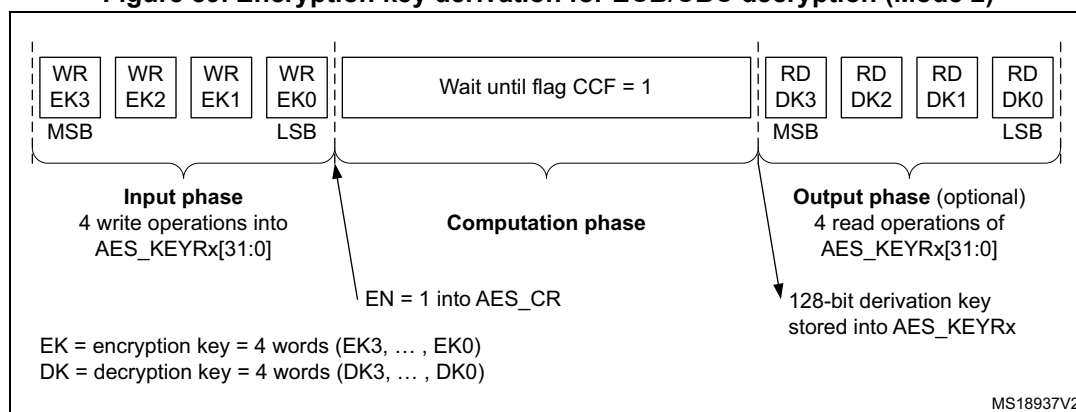 Figure 89. Encryption key derivation for ECB/CBC decryption (Mode 2)
WR EK3
WR EK2
WR EK1
WR EK0
MSB
LSB
Wait until flag CCF = 1
RD DK3
RD DK2
RD DK1
RD DK0
MSB
LSB
Input phase
4 write operations into
AES_KEYRx[31:0]
Computation phase
Output phase (optional)
4 read operations of
AES_KEYRx[31:0]
EN = 1 into AES_CR
128-bit derivation key
stored into AES_KEYRx
EK = encryption key = 4 words (EK3, … , EK0)
DK = decryption key = 4 words (DK3, … , DK0)
MS18937V2